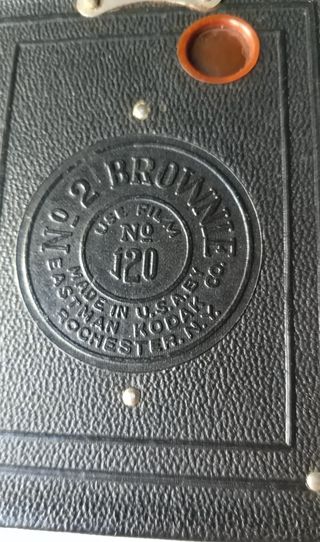 No 2 BROWNIE
USE FILM
No
120
MADE IN U.S.A. BY
EASTMAN KODAK CO.
ROCHESTER, N.Y.